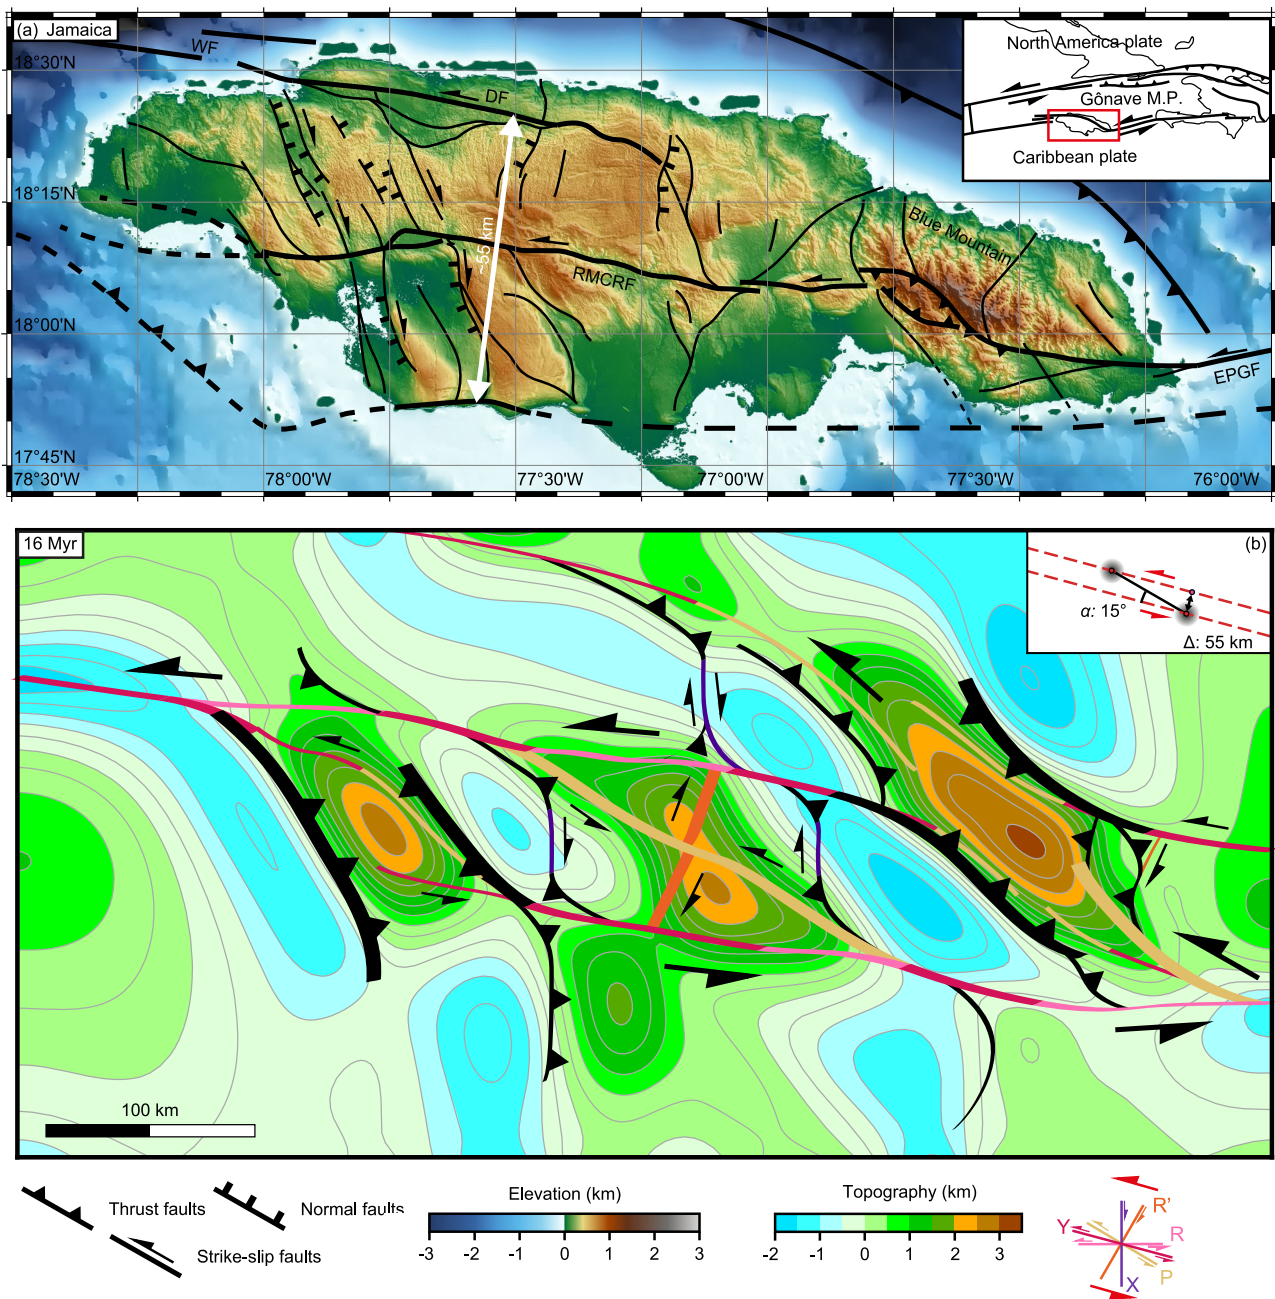 (a) Jamaica
WF
18°30'N
DF
North America plate
Gônave M.P.
Caribbean plate
18°15'N
~55 km
Blue Mountain
RMCRF
18°00'N
EPGF
17°45'N
78°30'W
78°00'W
77°30'W
77°00'W
77°30'W
76°00'W
16 Myr
(b)
α: 15°
Δ: 55 km
100 km
Thrust faults
Normal faults
Strike-slip faults
Elevation (km)
-3 -2 -1 0 1 2 3
Topography (km)
-2 -1 0 1 2 3
R'
Y
R
P
X